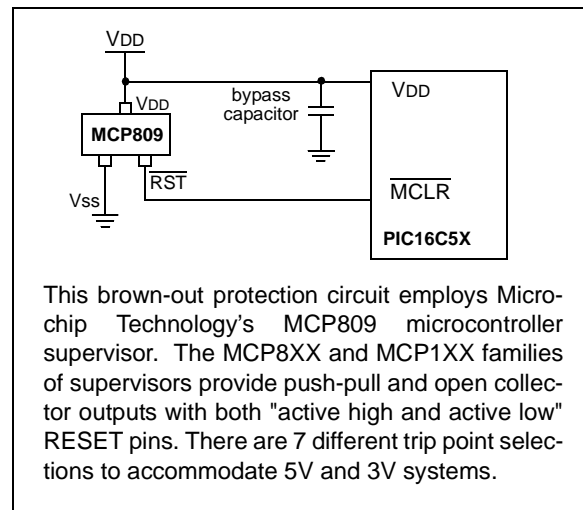 VDD
VDD
bypass
capacitor
VDD
MCP809
RST
Vss
MCLR
PIC16C5X
This brown-out protection circuit employs Micro-
chip Technology's MCP809 microcontroller
supervisor. The MCP8XX and MCP1XX families
of supervisors provide push-pull and open collec-
tor outputs with both "active high and active low"
RESET pins. There are 7 different trip point selec-
tions to accommodate 5V and 3V systems.